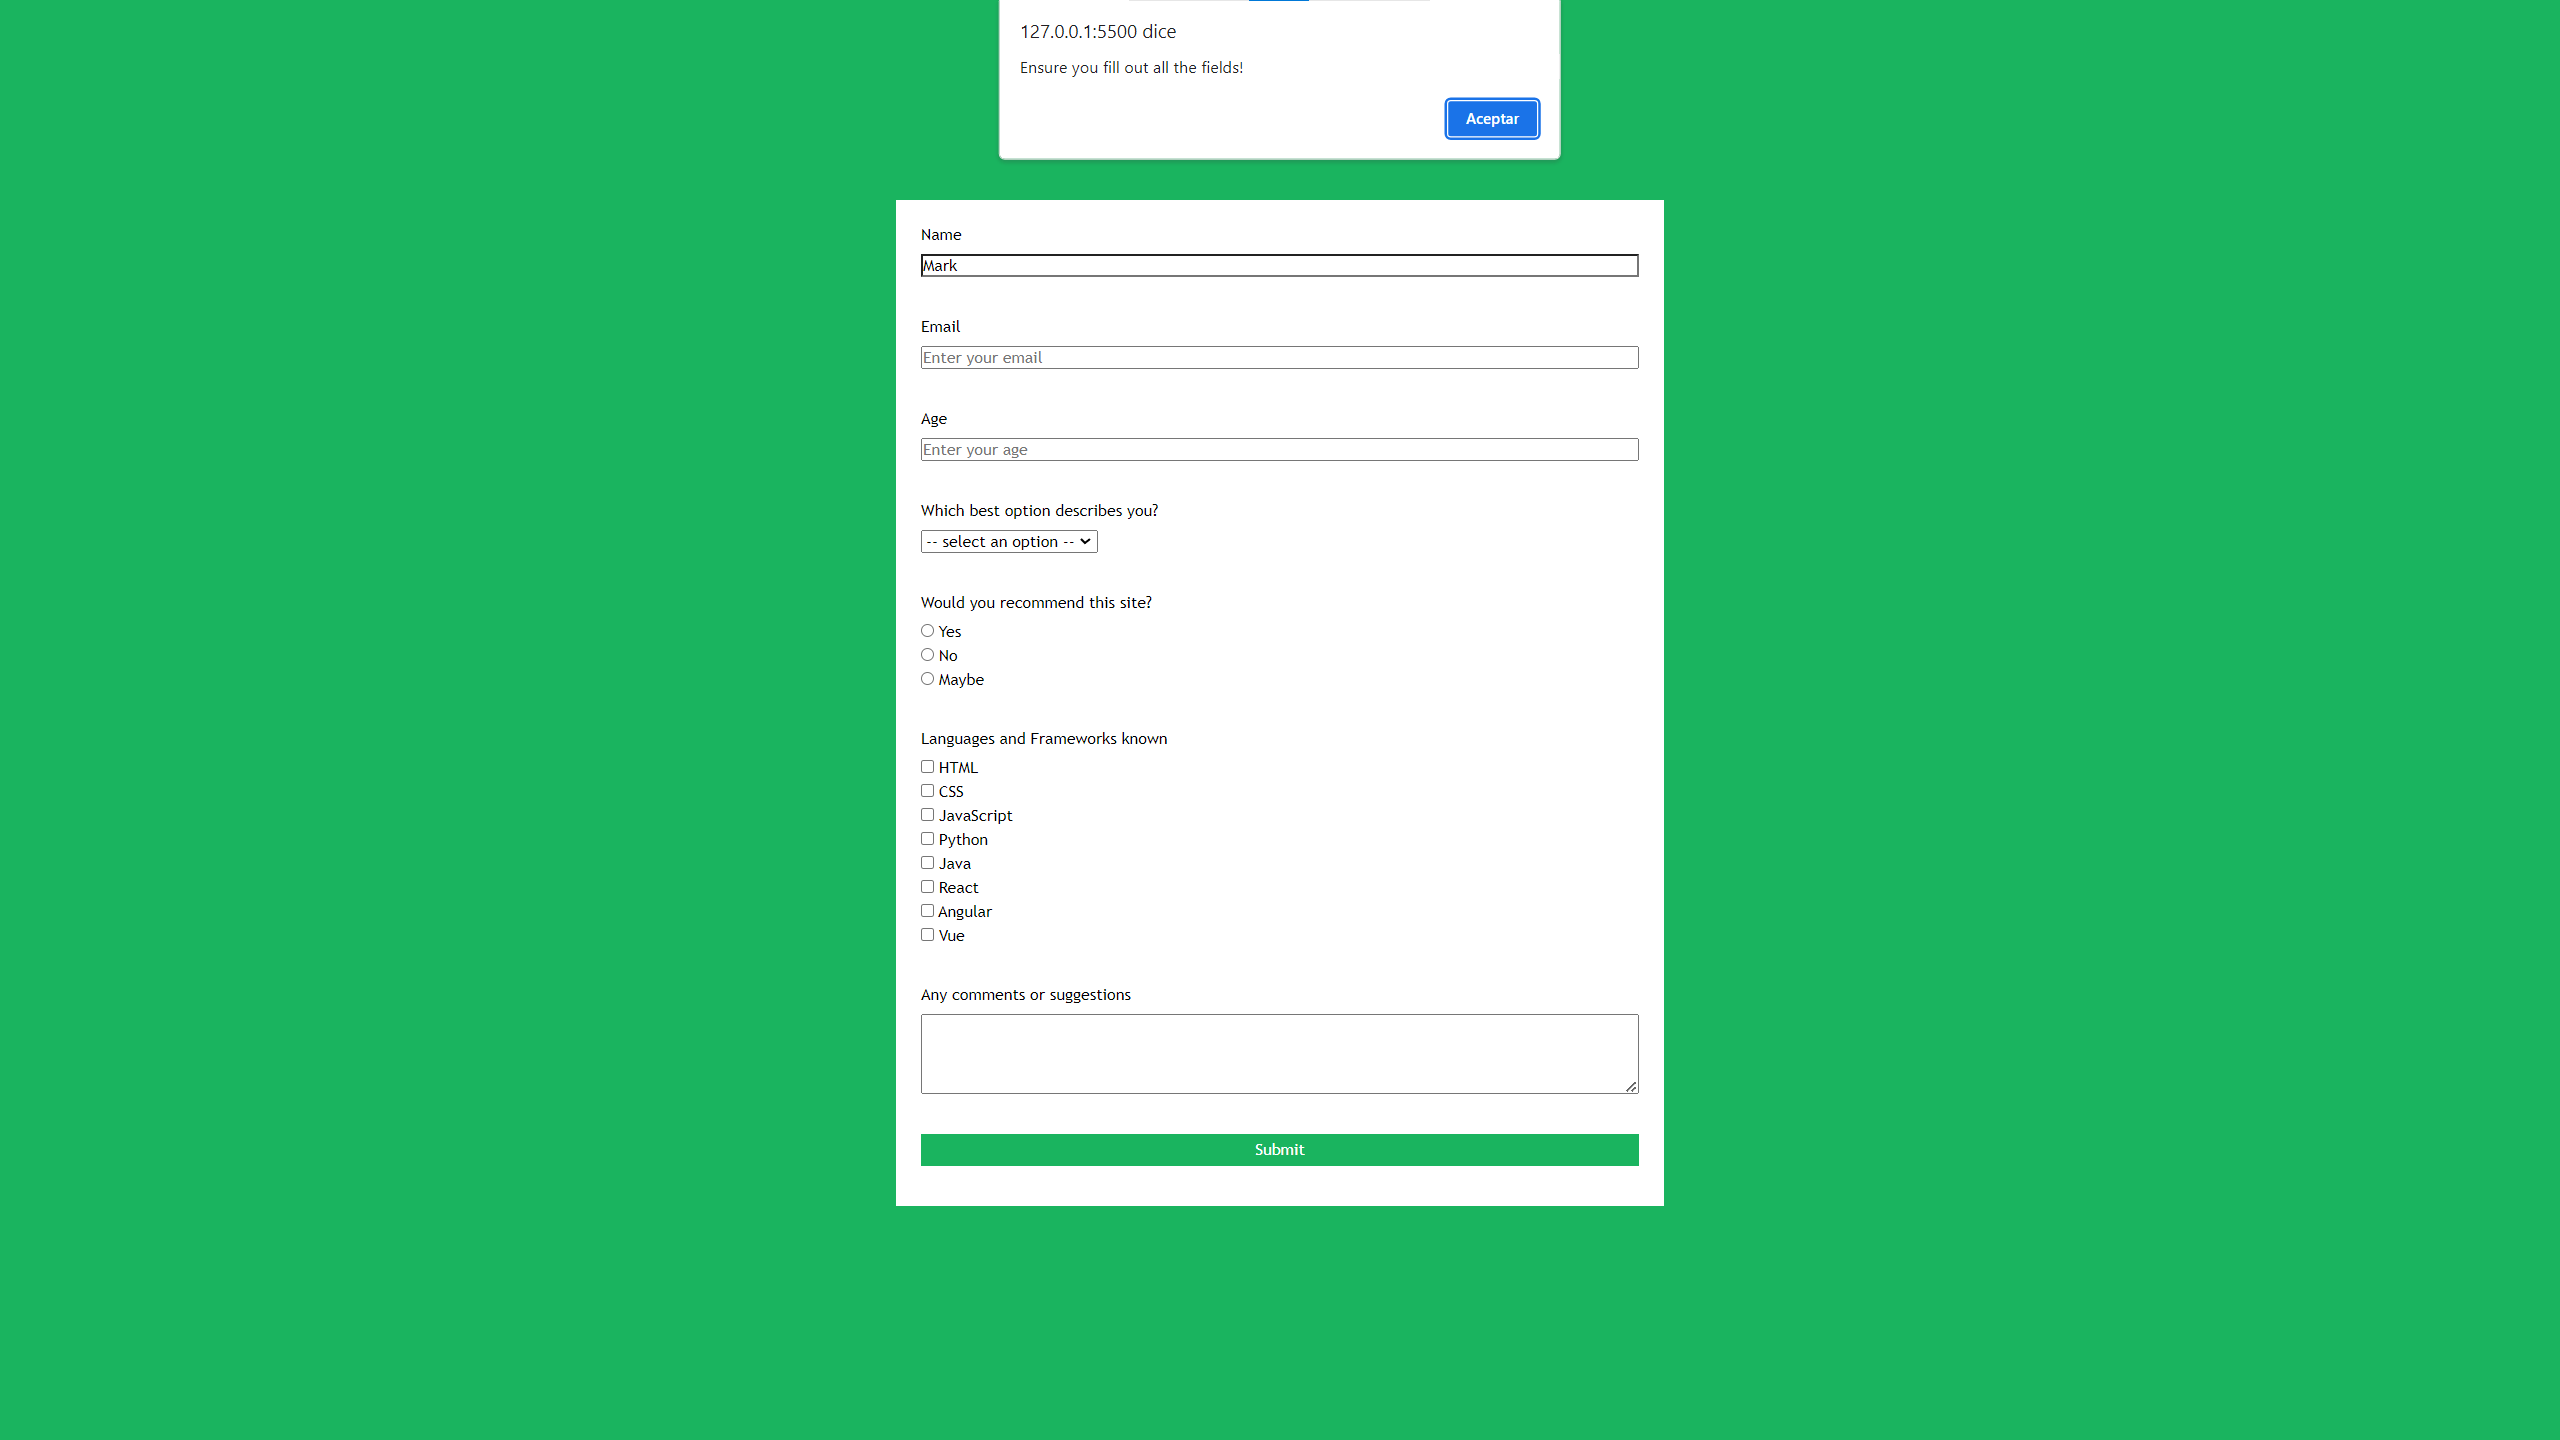 127.0.0.1:5500 dice
Ensure you fill out all the fields!
Aceptar
Name
Mark
Email
Enter your email
Age
Enter your age
Which best option describes you?
-- select an option --
Would you recommend this site?
Yes
No
Maybe
Languages and Frameworks known
HTML
CSS
JavaScript
Python
Java
React
Angular
Vue
Any comments or suggestions
Submit